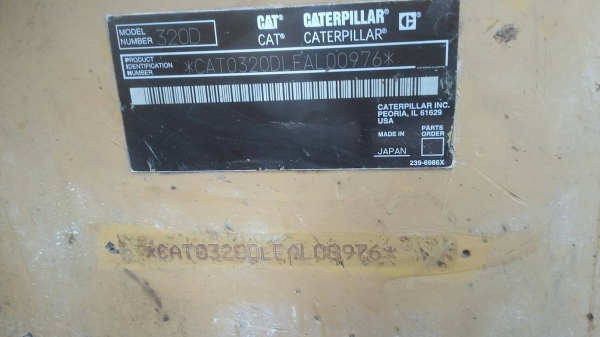 MODEL NUMBER 320D
CAT® CATERPILLAR® C®
CAT® CATERPILLAR®
PRODUCT IDENTIFICATION NUMBER *CAT0320DLFAL00976*
CATERPILLAR INC.
PEORIA, IL 61629
USA
MADE IN
JAPAN
PARTS ORDER
239-6986X
*CAT0320DLFAL00976*